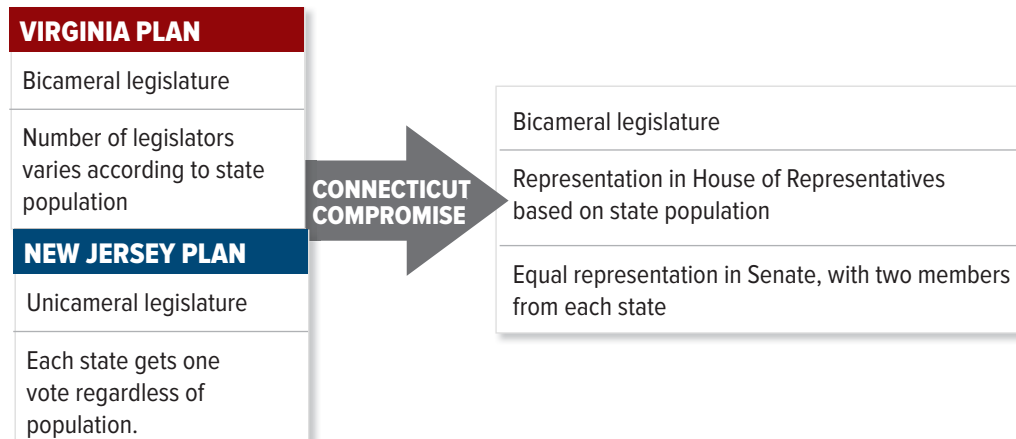 VIRGINIA PLAN
Bicameral legislature
Number of legislators
varies according to state
population
NEW JERSEY PLAN
Unicameral legislature
Each state gets one
vote regardless of
population.
CONNECTICUT
COMPROMISE
Bicameral legislature
Representation in House of Representatives
based on state population
Equal representation in Senate, with two members
from each state